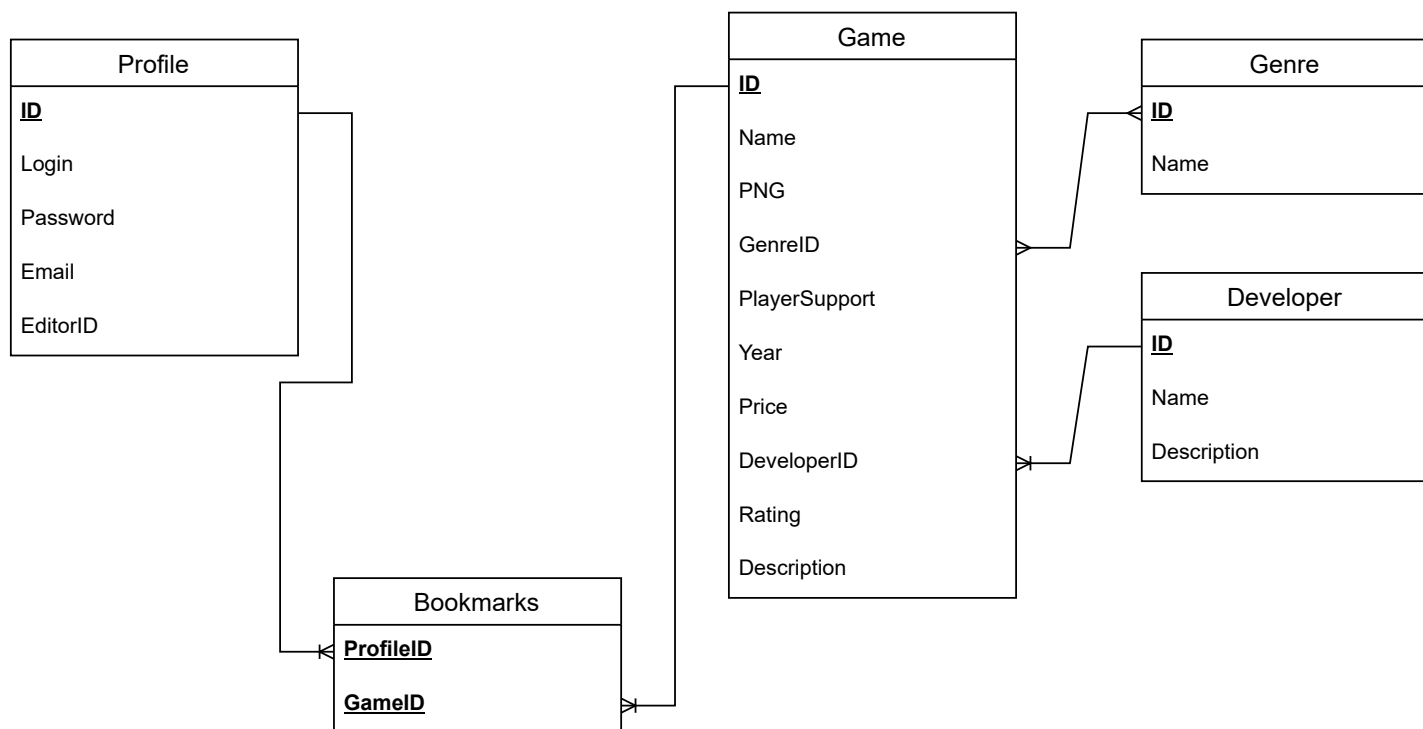 Profile
ID
Login
Password
Email
EditorID
Game
ID
Name
PNG
GenreID
PlayerSupport
Year
Price
DeveloperID
Rating
Description
Genre
ID
Name
Developer
ID
Name
Description
Bookmarks
ProfileID
GameID